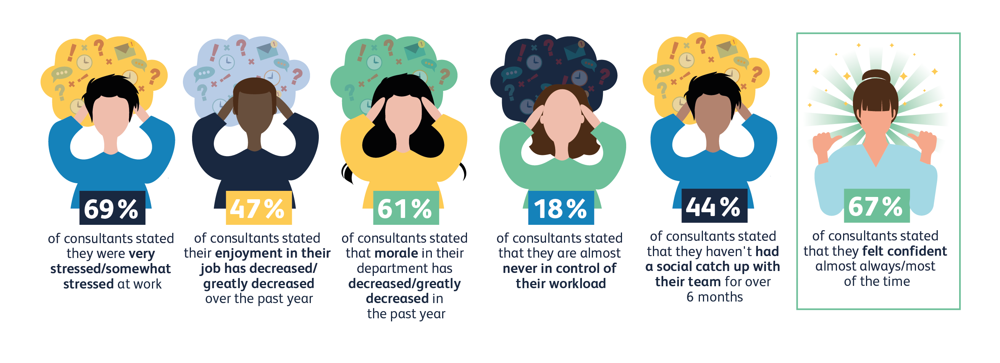 69%
of consultants stated
they were very
stressed/somewhat
stressed at work
47%
of consultants stated
their enjoyment in their
job has decreased/
greatly decreased
over the past year
61%
of consultants stated
that morale in their
department has
decreased/greatly
decreased in
the past year
18%
of consultants stated
that they are almost
never in control of
their workload
44%
of consultants stated
that they haven't had
a social catch up with
their team for over
6 months
67%
of consultants stated
that they felt confident
almost always/most
of the time